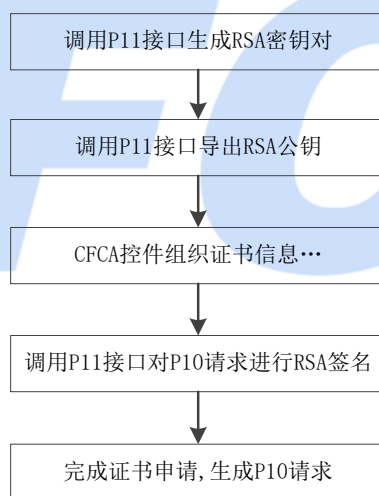 调用P11接口生成RSA密钥对
调用P11接口导出RSA公钥
CFCA控件组织证书信息…
调用P11接口对P10请求进行RSA签名
完成证书申请,生成P10请求